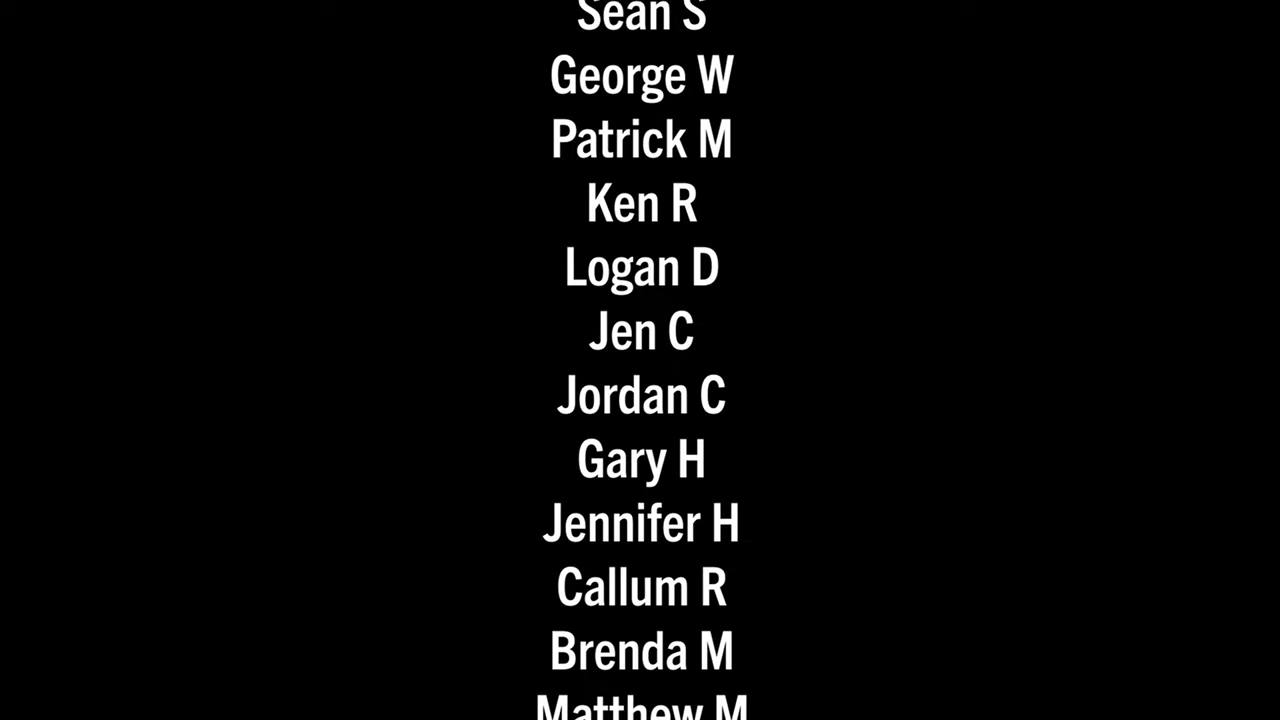 Sean S
George W
Patrick M
Ken R
Logan D
Jen C
Jordan C
Gary H
Jennifer H
Callum R
Brenda M
Matthew M